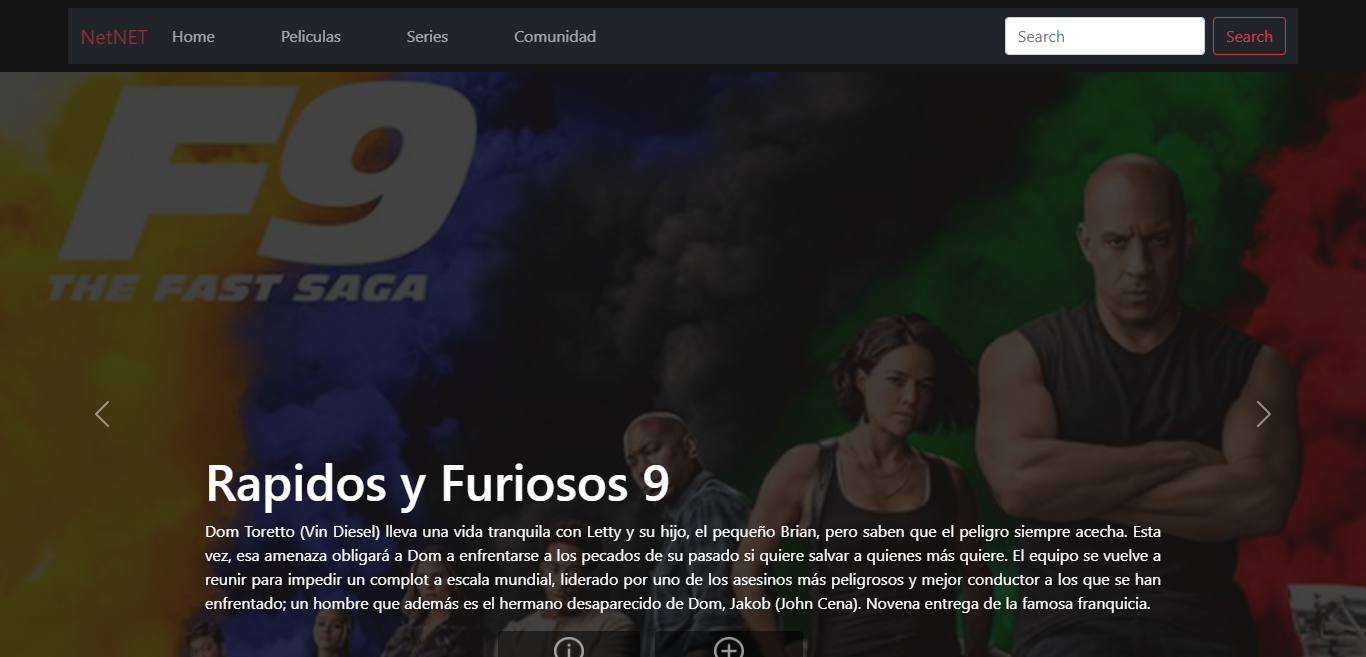 NetNET Home Peliculas Series Comunidad Search Search
F9
THE FAST SAGA
Rapidos y Furiosos 9
Dom Toretto (Vin Diesel) lleva una vida tranquila con Letty y su hijo, el pequeño Brian, pero saben que el peligro siempre acecha. Esta
vez, esa amenaza obligará a Dom a enfrentarse a los pecados de su pasado si quiere salvar a quienes más quiere. El equipo se vuelve a
reunir para impedir un complot a escala mundial, liderado por uno de los asesinos más peligrosos y mejor conductor a los que se han
enfrentado; un hombre que además es el hermano desaparecido de Dom, Jakob (John Cena). Novena entrega de la famosa franquicia.